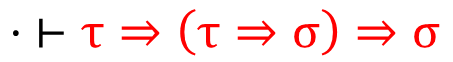 · ⊢ τ ⇒ (τ ⇒ σ) ⇒ σ